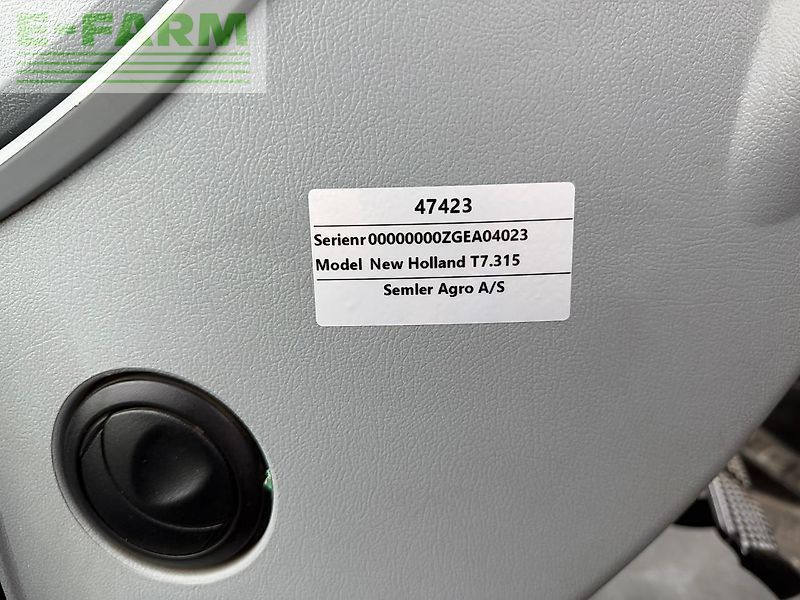 E-FARM
47423
Serienr 00000000ZGEA04023
Model New Holland T7.315
Semler Agro A/S